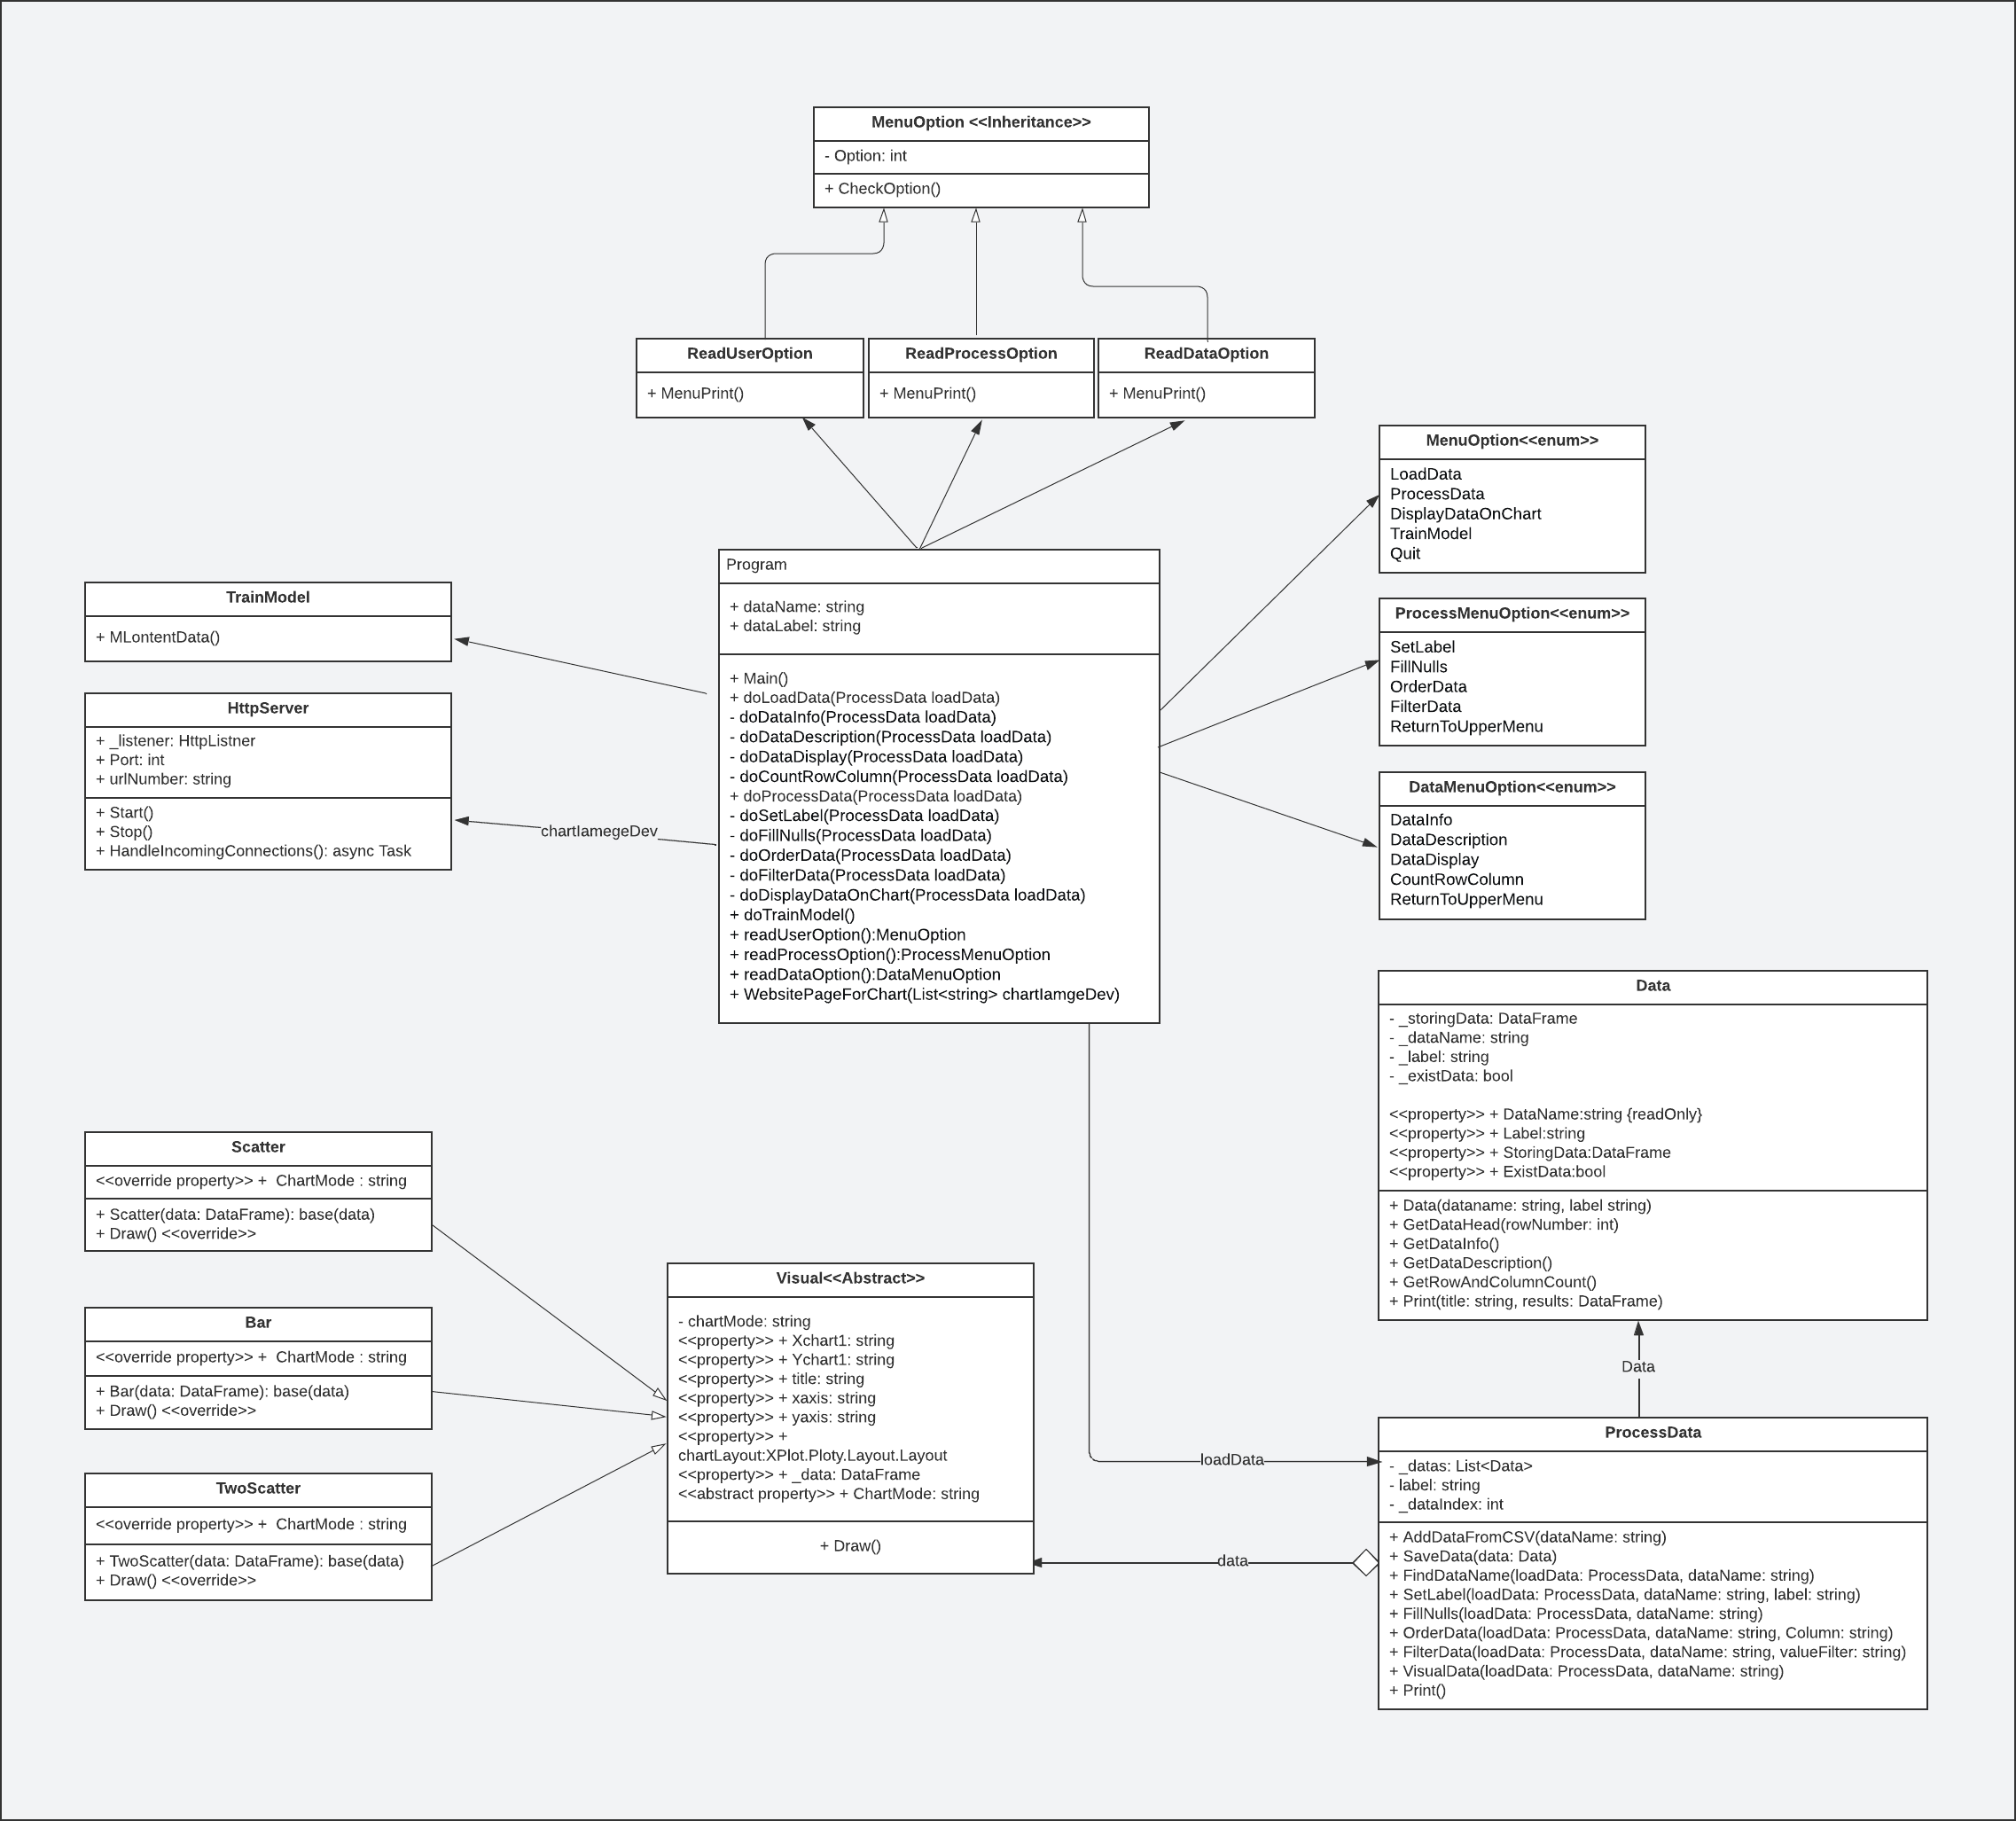 MenuOption <<Inheritance>>
- Option: int
+ CheckOption()
ReadUserOption
+ MenuPrint()
ReadProcessOption
+ MenuPrint()
ReadDataOption
+ MenuPrint()
MenuOption<<enum>>
LoadData
ProcessData
DisplayDataOnChart
TrainModel
Quit
Program
+ dataName: string
+ dataLabel: string
+ Main()
+ doLoadData(ProcessData loadData)
- doDataInfo(ProcessData loadData)
- doDataDescription(ProcessData loadData)
- doDataDisplay(ProcessData loadData)
- doCountRowColumn(ProcessData loadData)
+ doProcessData(ProcessData loadData)
- doSetLabel(ProcessData loadData)
- doFillNulls(ProcessData loadData)
- doOrderData(ProcessData loadData)
- doFilterData(ProcessData loadData)
- doDisplayDataOnChart(ProcessData loadData)
+ doTrainModel()
+ readUserOption():MenuOption
+ readProcessOption():ProcessMenuOption
+ readDataOption():DataMenuOption
+ WebsitePageForChart(List<string> chartIamgeDev)
TrainModel
+ MLontentData()
HttpServer
+ _listener: HttpListner
+ Port: int
+ urlNumber: string
+ Start()
+ Stop()
+ HandleIncomingConnections(): async Task
chartIamegeDev
ProcessMenuOption<<enum>>
SetLabel
FillNulls
OrderData
FilterData
ReturnToUpperMenu
DataMenuOption<<enum>>
DataInfo
DataDescription
DataDisplay
CountRowColumn
ReturnToUpperMenu
Data
- _storingData: DataFrame
- _dataName: string
- _label: string
- _existData: bool
<<property>> + DataName:string {readOnly}
<<property>> + Label:string
<<property>> + StoringData:DataFrame
<<property>> + ExistData:bool
+ Data(dataname: string, label string)
+ GetDataHead(rowNumber: int)
+ GetDataInfo()
+ GetDataDescription()
+ GetRowAndColumnCount()
+ Print(title: string, results: DataFrame)
Data
Scatter
<<override property>> +  ChartMode : string
+ Scatter(data: DataFrame): base(data)
+ Draw() <<override>>
Bar
<<override property>> +  ChartMode : string
+ Bar(data: DataFrame): base(data)
+ Draw() <<override>>
TwoScatter
<<override property>> +  ChartMode : string
+ TwoScatter(data: DataFrame): base(data)
+ Draw() <<override>>
Visual<<Abstract>>
- chartMode: string
<<property>> + Xchart1: string
<<property>> + Ychart1: string
<<property>> + title: string
<<property>> + xaxis: string
<<property>> + yaxis: string
<<property>> +
chartLayout:XPlot.Ploty.Layout.Layout
<<property>> + _data: DataFrame
<<abstract property>> + ChartMode: string
+ Draw()
loadData
data
ProcessData
- _datas: List<Data>
- label: string
- _dataIndex: int
+ AddDataFromCSV(dataName: string)
+ SaveData(data: Data)
+ FindDataName(loadData: ProcessData, dataName: string)
+ SetLabel(loadData: ProcessData, dataName: string, label: string)
+ FillNulls(loadData: ProcessData, dataName: string)
+ OrderData(loadData: ProcessData, dataName: string, Column: string)
+ FilterData(loadData: ProcessData, dataName: string, valueFilter: string)
+ VisualData(loadData: ProcessData, dataName: string)
+ Print()